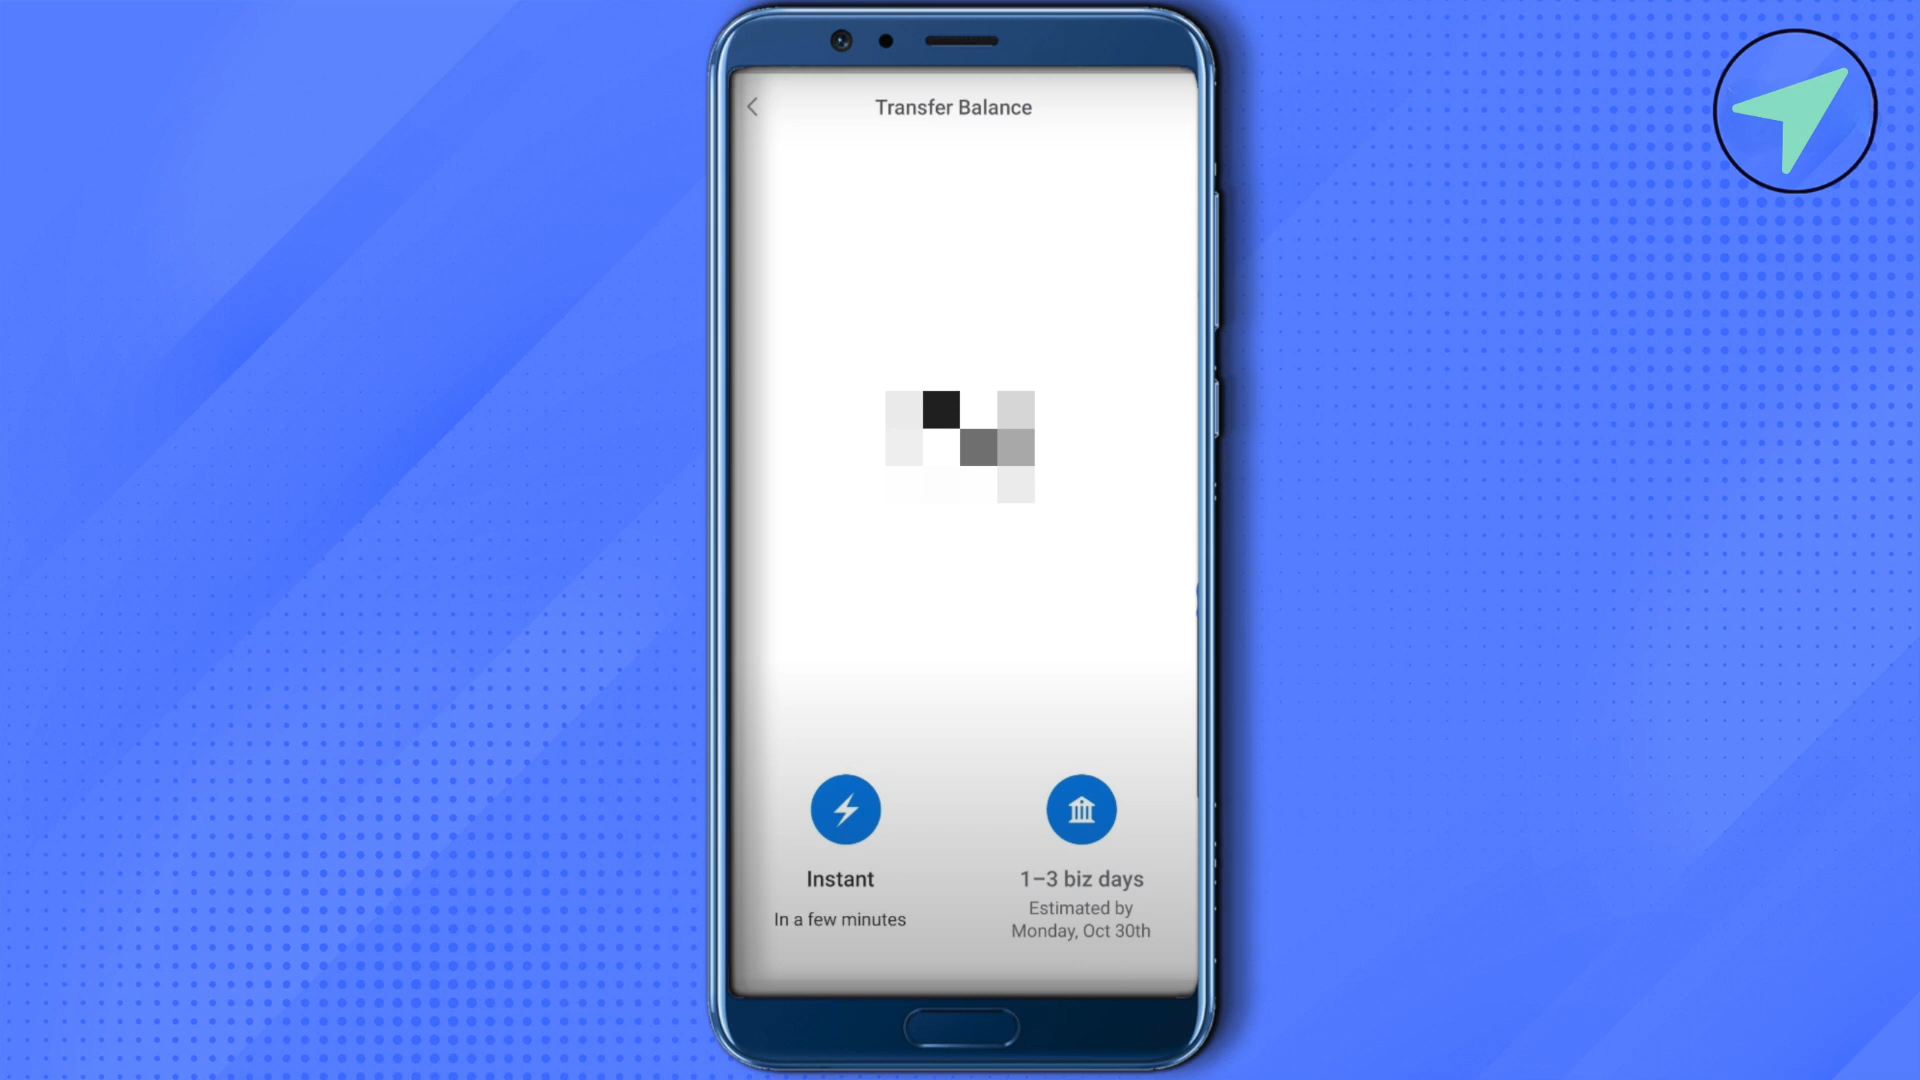 Transfer Balance
Instant
In a few minutes
1–3 biz days
Estimated by
Monday, Oct 30th